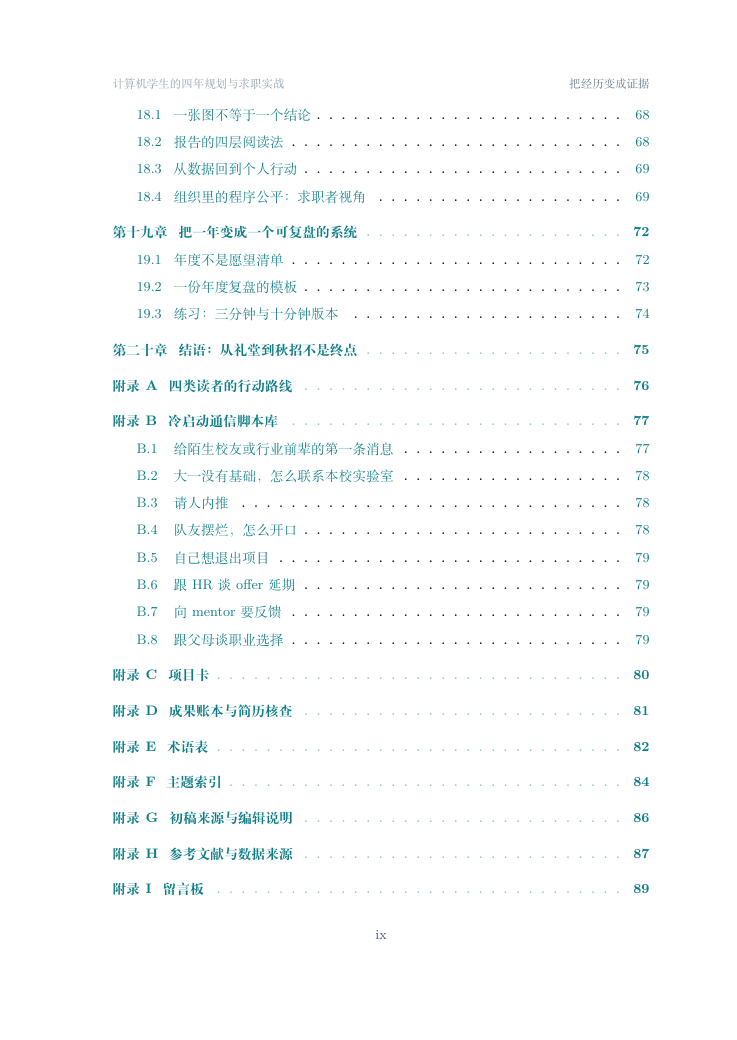 计算机学生的四年规划与求职实战 把经历变成证据
18.1 一张图不等于一个结论 . . . . . . . . . . . . . . . . . . . . . . . . . 68
18.2 报告的四层阅读法 . . . . . . . . . . . . . . . . . . . . . . . . . . . 68
18.3 从数据回到个人行动 . . . . . . . . . . . . . . . . . . . . . . . . . . 69
18.4 组织里的程序公平：求职者视角 . . . . . . . . . . . . . . . . . . . . 69
第十九章 把一年变成一个可复盘的系统 . . . . . . . . . . . . . . . . . . . . . 72
19.1 年度不是愿望清单 . . . . . . . . . . . . . . . . . . . . . . . . . . . 72
19.2 一份年度复盘的模板 . . . . . . . . . . . . . . . . . . . . . . . . . . 73
19.3 练习：三分钟与十分钟版本 . . . . . . . . . . . . . . . . . . . . . . 74
第二十章 结语：从礼堂到秋招不是终点 . . . . . . . . . . . . . . . . . . . . . 75
附录 A 四类读者的行动路线 . . . . . . . . . . . . . . . . . . . . . . . . . . 76
附录 B 冷启动通信脚本库 . . . . . . . . . . . . . . . . . . . . . . . . . . . 77
B.1 给陌生校友或行业前辈的第一条消息 . . . . . . . . . . . . . . . . . . 77
B.2 大一没有基础，怎么联系本校实验室 . . . . . . . . . . . . . . . . . . 78
B.3 请人内推 . . . . . . . . . . . . . . . . . . . . . . . . . . . . . . . 78
B.4 队友摆烂，怎么开口 . . . . . . . . . . . . . . . . . . . . . . . . . . 78
B.5 自己想退出项目 . . . . . . . . . . . . . . . . . . . . . . . . . . . . 79
B.6 跟 HR 谈 offer 延期 . . . . . . . . . . . . . . . . . . . . . . . . . . 79
B.7 向 mentor 要反馈 . . . . . . . . . . . . . . . . . . . . . . . . . . . 79
B.8 跟父母谈职业选择 . . . . . . . . . . . . . . . . . . . . . . . . . . . 79
附录 C 项目卡 . . . . . . . . . . . . . . . . . . . . . . . . . . . . . . . . . 80
附录 D 成果账本与简历核查 . . . . . . . . . . . . . . . . . . . . . . . . . . 81
附录 E 术语表 . . . . . . . . . . . . . . . . . . . . . . . . . . . . . . . . . 82
附录 F 主题索引 . . . . . . . . . . . . . . . . . . . . . . . . . . . . . . . . 84
附录 G 初稿来源与编辑说明 . . . . . . . . . . . . . . . . . . . . . . . . . . 86
附录 H 参考文献与数据来源 . . . . . . . . . . . . . . . . . . . . . . . . . . 87
附录 I 留言板 . . . . . . . . . . . . . . . . . . . . . . . . . . . . . . . . . 89
ix